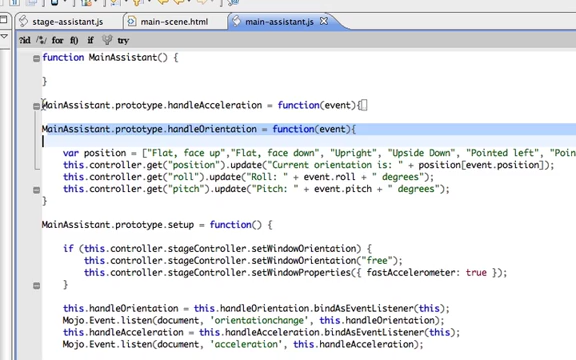 stage-assistant.js main-scene.html main-assistant.js
?id /*/ for() if() {} try
function MainAssistant() {
}
MainAssistant.prototype.handleAcceleration = function(event){
MainAssistant.prototype.handleOrientation = function(event){
var position = ["Flat, face up","Flat, face down", "Upright", "Upside Down", "Pointed left", "Poin
this.controller.get("position").update("Current orientation is: " + position[event.position]);
this.controller.get("roll").update("Roll: " + event.roll + " degrees");
this.controller.get("pitch").update("Pitch: " + event.pitch + " degrees");
}
MainAssistant.prototype.setup = function() {
if (this.controller.stageController.setWindowOrientation) {
this.controller.stageController.setWindowOrientation("free");
this.controller.stageController.setWindowProperties({ fastAccelerometer: true });
}
this.handleOrientation = this.handleOrientation.bindAsEventListener(this);
Mojo.Event.listen(document, 'orientationchange', this.handleOrientation);
this.handleAcceleration = this.handleAcceleration.bindAsEventListener(this);
Mojo.Event.listen(document, 'acceleration', this.handleAcceleration);